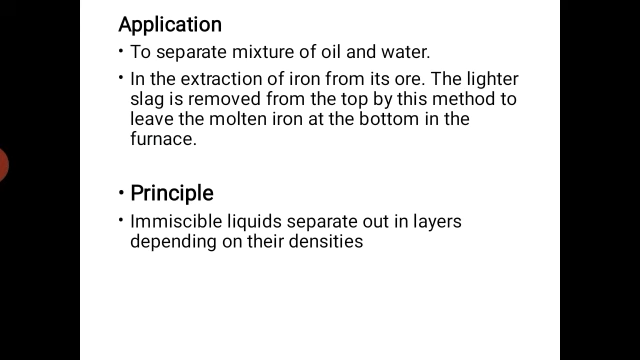 Application
• To separate mixture of oil and water.
• In the extraction of iron from its ore. The lighter
slag is removed from the top by this method to
leave the molten iron at the bottom in the
furnace.
• Principle
• Immiscible liquids separate out in layers
depending on their densities